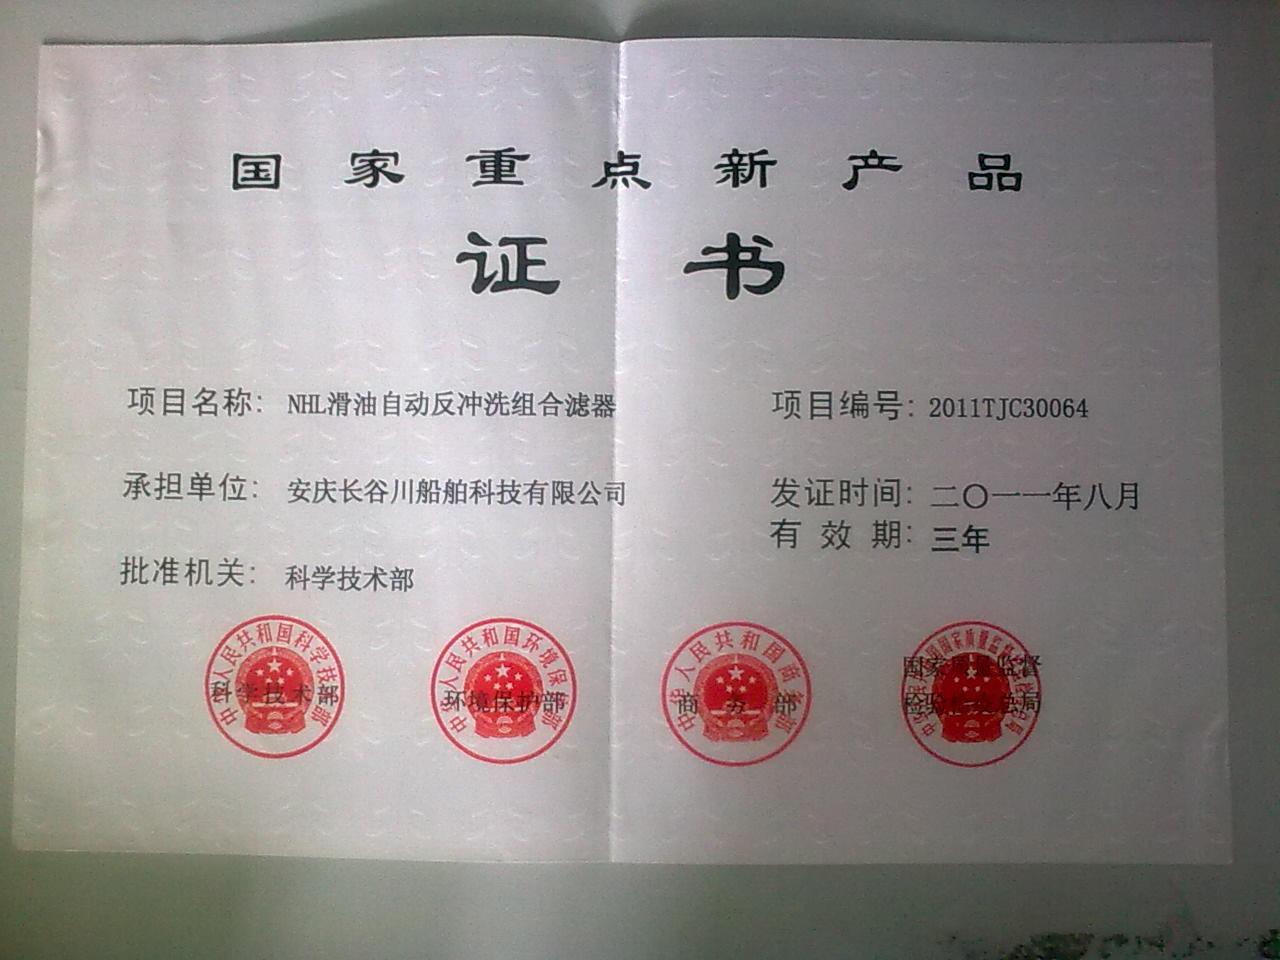 国家重点新产品
证书
项目名称: NHL滑油自动反冲洗组合滤器
项目编号: 2011TJC30064
承担单位: 安庆长谷川船舶科技有限公司
发证时间: 二〇一一年八月
有效期: 三年
批准机关: 科学技术部
中华人民共和国科学技术部
科学技术部
中华人民共和国环境保护部
环境保护部
中华人民共和国商务部
商务部
国家质量监督
检验检疫总局